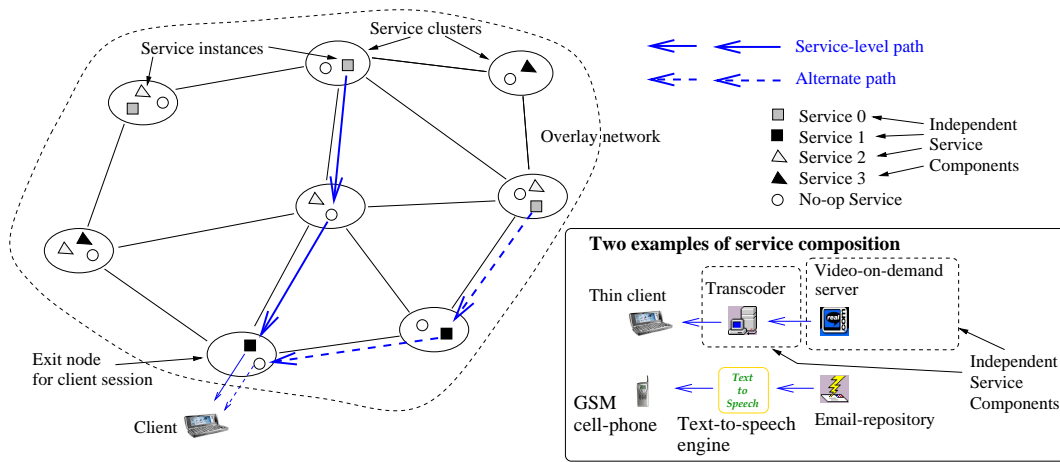 Service clusters
Service instances
Overlay network
Exit node
for client session
Client
Service-level path
Alternate path
Service 0
Service 1
Service 2
Service 3
No-op Service
Independent
Service
Components
Two examples of service composition
Video-on-demand
server
Transcoder
Thin client
real
.com
Independent
Service
Components
GSM
cell-phone
Text
to
Speech
Text-to-speech
engine
Email-repository